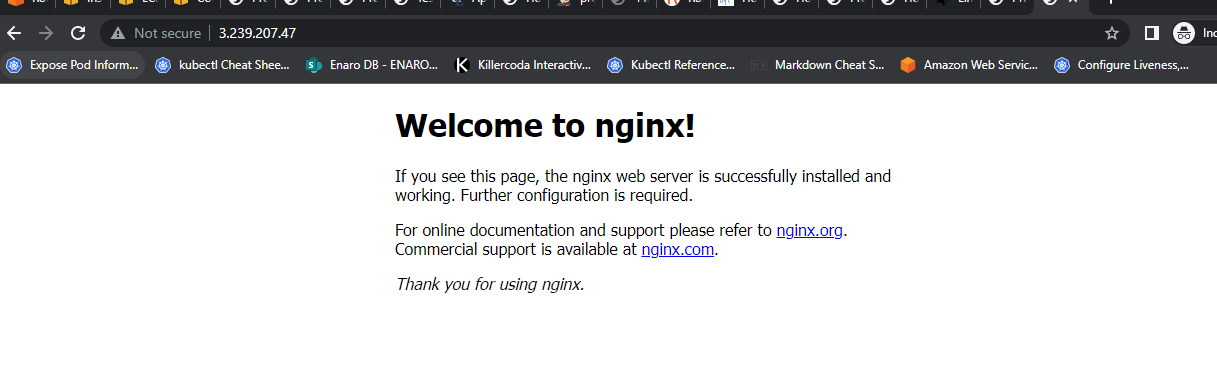 Not secure 3.239.207.47
Expose Pod Inform... kubectl Cheat Shee... Enaro DB - ENARO... Killercoda Interactiv... Kubectl Reference... Markdown Cheat S... Amazon Web Servic... Configure Liveness,...
Welcome to nginx!
If you see this page, the nginx web server is successfully installed and
working. Further configuration is required.
For online documentation and support please refer to nginx.org.
Commercial support is available at nginx.com.
Thank you for using nginx.